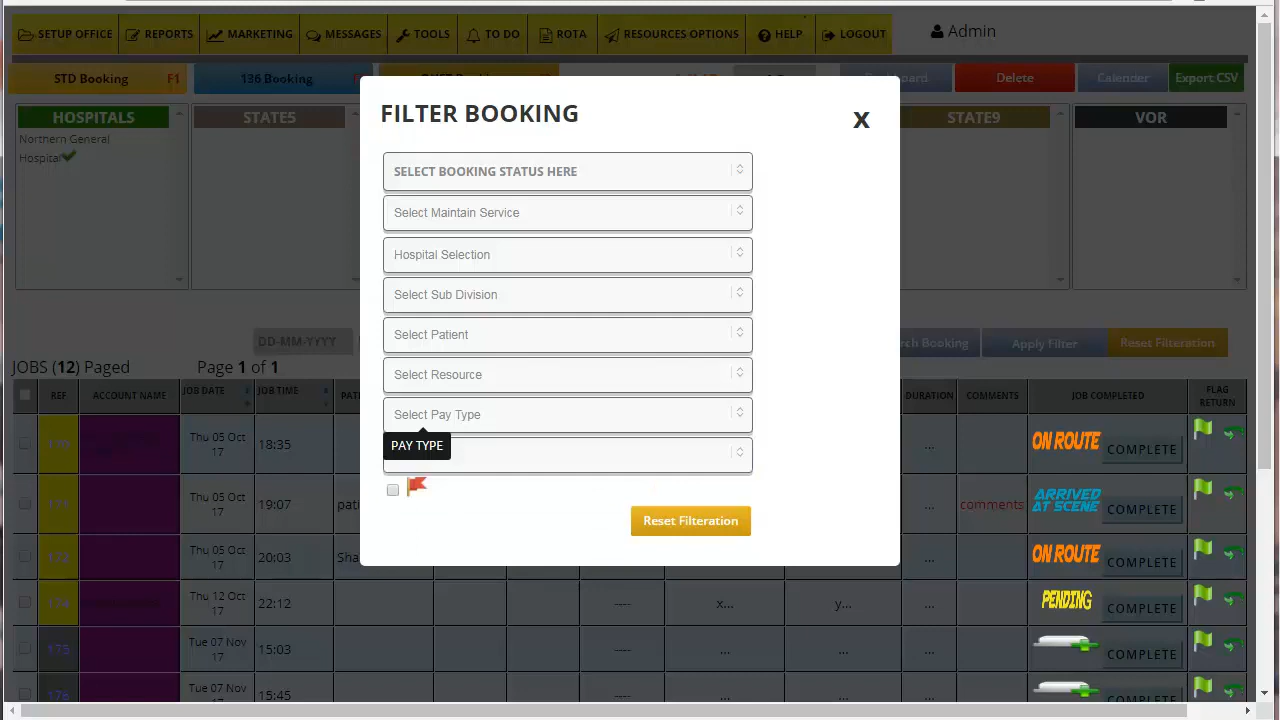 SETUP OFFICE REPORTS MARKETING MESSAGES TOOLS TO DO ROTA RESOURCES OPTIONS HELP LOGOUT Admin
STD Booking F1 136 Booking Delete Calender Export CSV
HOSPITALS STATE5 STATE9 VOR
Northern General
Hospital
FILTER BOOKING
X
SELECT BOOKING STATUS HERE
Select Maintain Service
Hospital Selection
Select Sub Division
Select Patient
Select Resource
Select Pay Type
PAY TYPE
Reset Filteration
DD-MM-YYYY Booking Apply Filter Reset Filteration
JOBS (12) Paged Page 1 of 1
REF ACCOUNT NAME JOB DATE JOB TIME DURATION COMMENTS JOB COMPLETED FLAG
RETURN
Thu 05 Oct
17
18:35 ... ON ROUTE COMPLETE
Thu 05 Oct
17
19:07 ... comments ARRIVED
AT SCENE COMPLETE
Thu 05 Oct
17
20:03 ... ON ROUTE COMPLETE
Thu 12 Oct
17
22:12 ---- x... y... ... PENDING COMPLETE
175 Tue 07 Nov
17
15:03 ---- ... ... ... COMPLETE
Tue 07 Nov
15:45 ---- ... ... ... COMPLETE